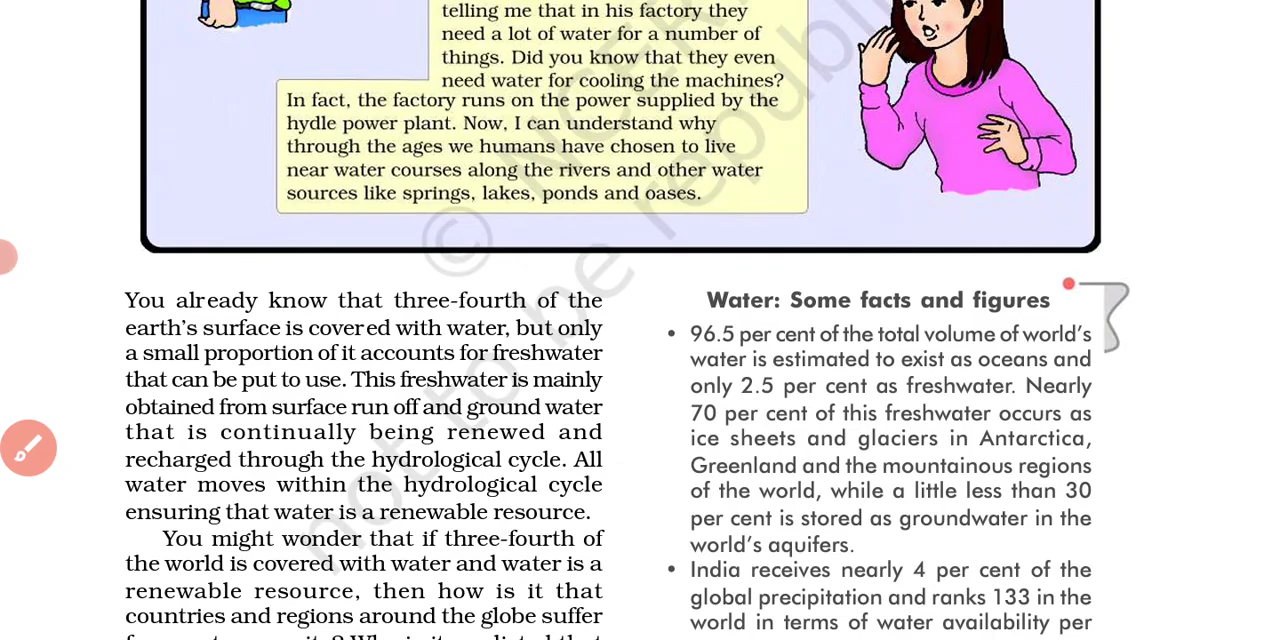 telling me that in his factory they
need a lot of water for a number of
things. Did you know that they even
need water for cooling the machines?
In fact, the factory runs on the power supplied by the
hydle power plant. Now, I can understand why
through the ages we humans have chosen to live
near water courses along the rivers and other water
sources like springs, lakes, ponds and oases.
© NCERT
not to be republi
You already know that three-fourth of the
earth's surface is covered with water, but only
a small proportion of it accounts for freshwater
that can be put to use. This freshwater is mainly
obtained from surface run off and ground water
that is continually being renewed and
recharged through the hydrological cycle. All
water moves within the hydrological cycle
ensuring that water is a renewable resource.
You might wonder that if three-fourth of
the world is covered with water and water is a
renewable resource, then how is it that
countries and regions around the globe suffer
Water: Some facts and figures
• 96.5 per cent of the total volume of world's
water is estimated to exist as oceans and
only 2.5 per cent as freshwater. Nearly
70 per cent of this freshwater occurs as
ice sheets and glaciers in Antarctica,
Greenland and the mountainous regions
of the world, while a little less than 30
per cent is stored as groundwater in the
world's aquifers.
• India receives nearly 4 per cent of the
global precipitation and ranks 133 in the
world in terms of water availability per